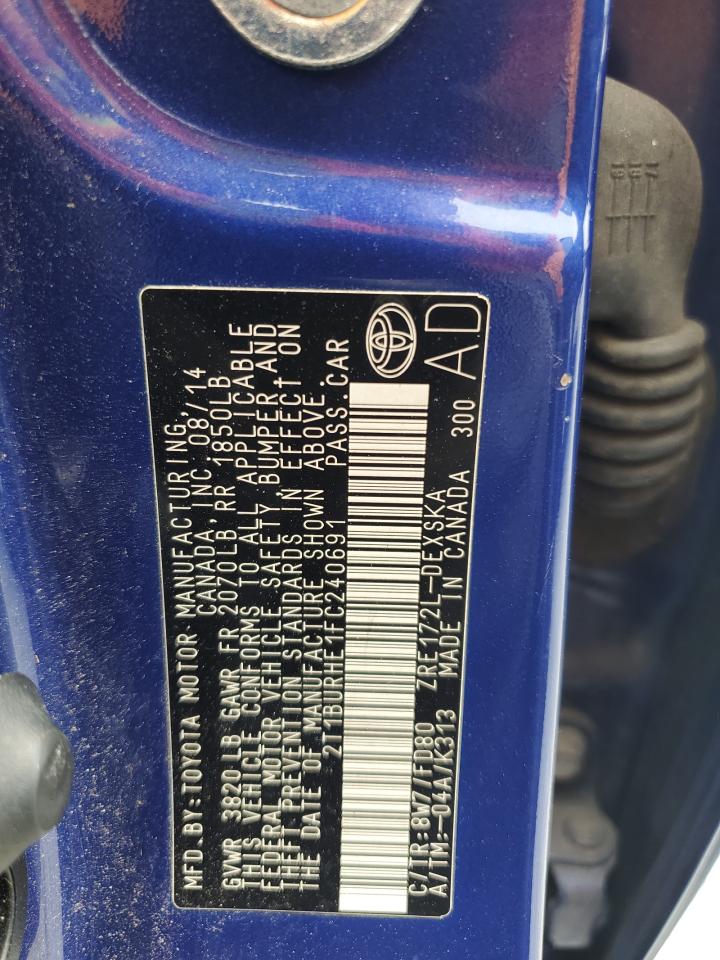 MFD.BY:TOYOTA MOTOR MANUFACTURING,
CANADA,INC.08/14
GVWR 3820LB GAWR FR 2070LB, RR 1850LB
THIS VEHICLE CONFORMS TO ALL APPLICABLE
FEDERAL MOTOR VEHICLE SAFETY BUMPER AND
THEFT PREVENTION STANDARDS IN EFFECT ON
THE DATE OF MANUFACTURE SHOWN ABOVE.
2T1BURHE1FC240691 PASS.CAR
C/TR:8W7/FD80 ZRE172L-DEXSKA
A/TM:-04A/K313 MADE IN CANADA 300
AD